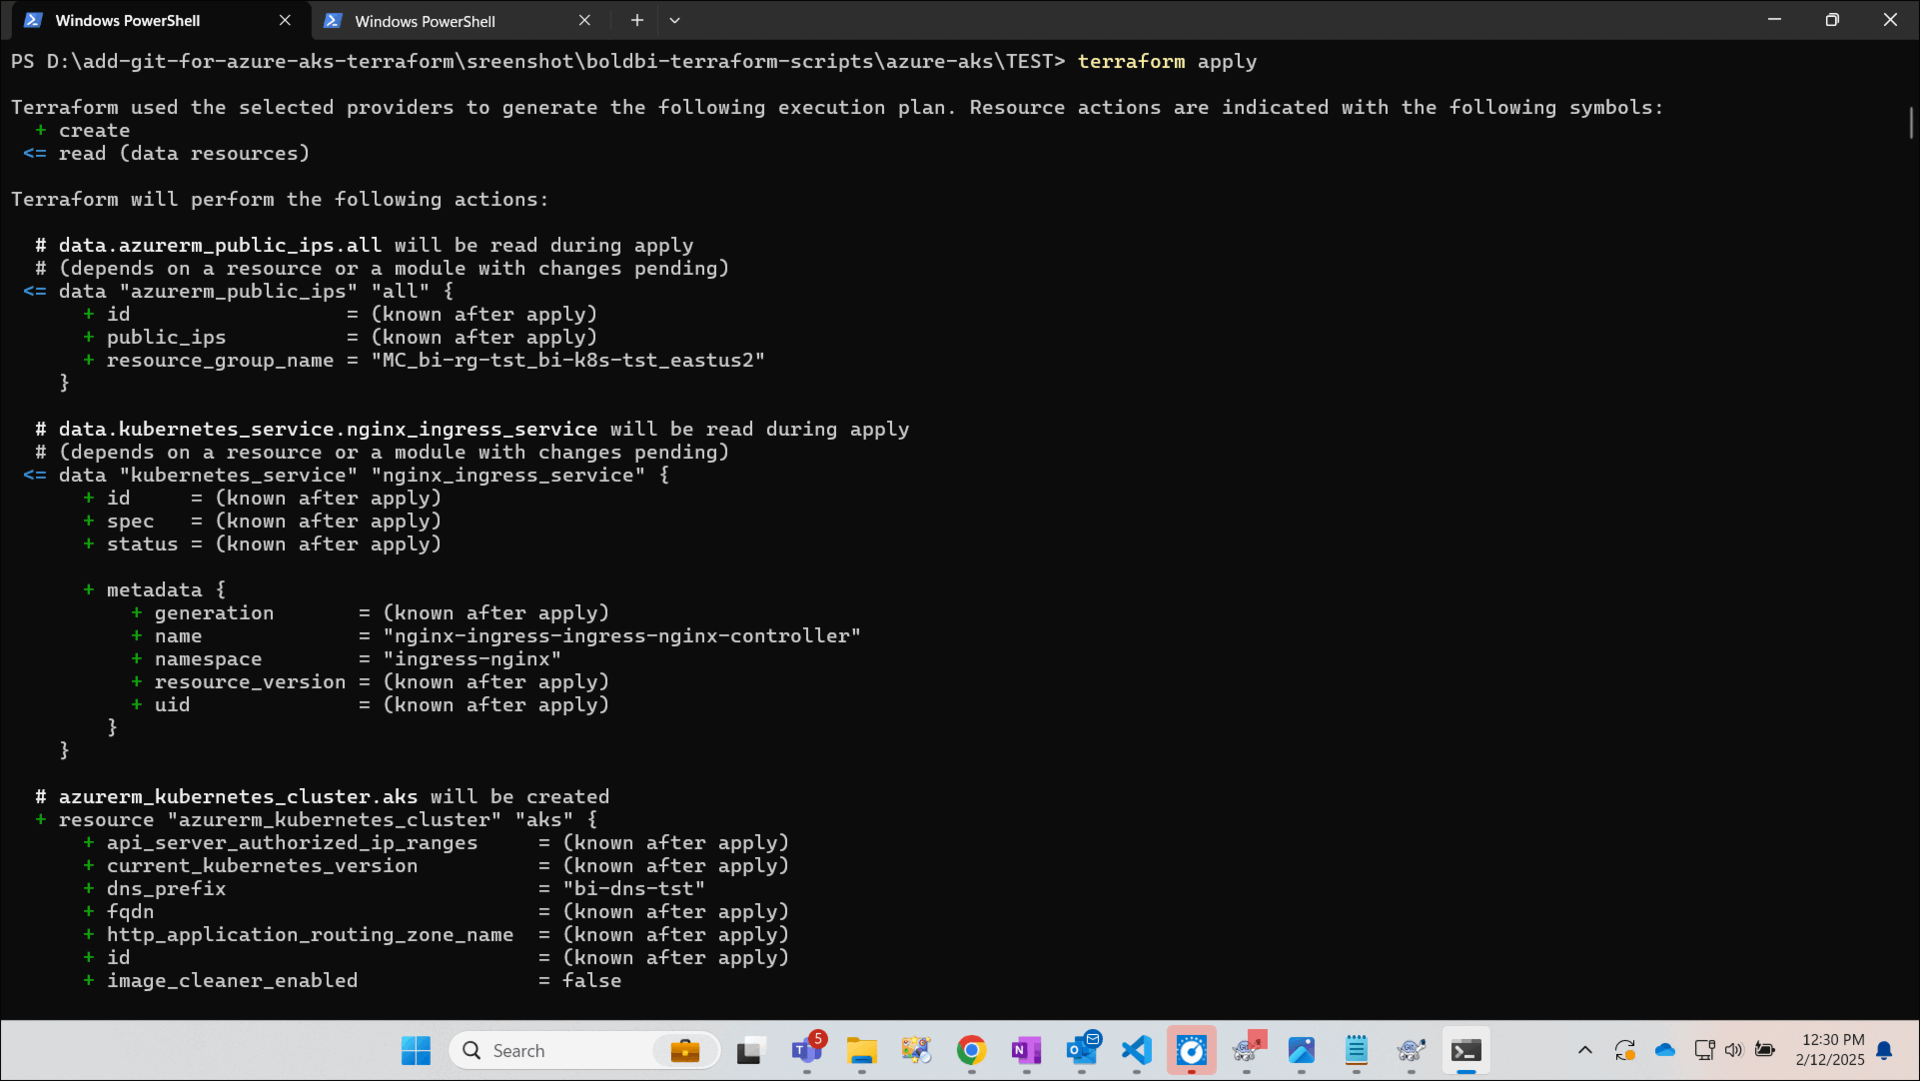 Windows PowerShell
Windows PowerShell
PS D:\add-git-for-azure-aks-terraform\sreenshot\boldbi-terraform-scripts\azure-aks\TEST> terraform apply
Terraform used the selected providers to generate the following execution plan. Resource actions are indicated with the following symbols:
+ create
<= read (data resources)
Terraform will perform the following actions:
# data.azurerm_public_ips.all will be read during apply
# (depends on a resource or a module with changes pending)
<= data "azurerm_public_ips" "all" {
+ id = (known after apply)
+ public_ips = (known after apply)
+ resource_group_name = "MC_bi-rg-tst_bi-k8s-tst_eastus2"
}
# data.kubernetes_service.nginx_ingress_service will be read during apply
# (depends on a resource or a module with changes pending)
<= data "kubernetes_service" "nginx_ingress_service" {
+ id = (known after apply)
+ spec = (known after apply)
+ status = (known after apply)
+ metadata {
+ generation = (known after apply)
+ name = "nginx-ingress-ingress-nginx-controller"
+ namespace = "ingress-nginx"
+ resource_version = (known after apply)
+ uid = (known after apply)
}
}
# azurerm_kubernetes_cluster.aks will be created
+ resource "azurerm_kubernetes_cluster" "aks" {
+ api_server_authorized_ip_ranges = (known after apply)
+ current_kubernetes_version = (known after apply)
+ dns_prefix = "bi-dns-tst"
+ fqdn = (known after apply)
+ http_application_routing_zone_name = (known after apply)
+ id = (known after apply)
+ image_cleaner_enabled = false
Search
5
12:30 PM
2/12/2025